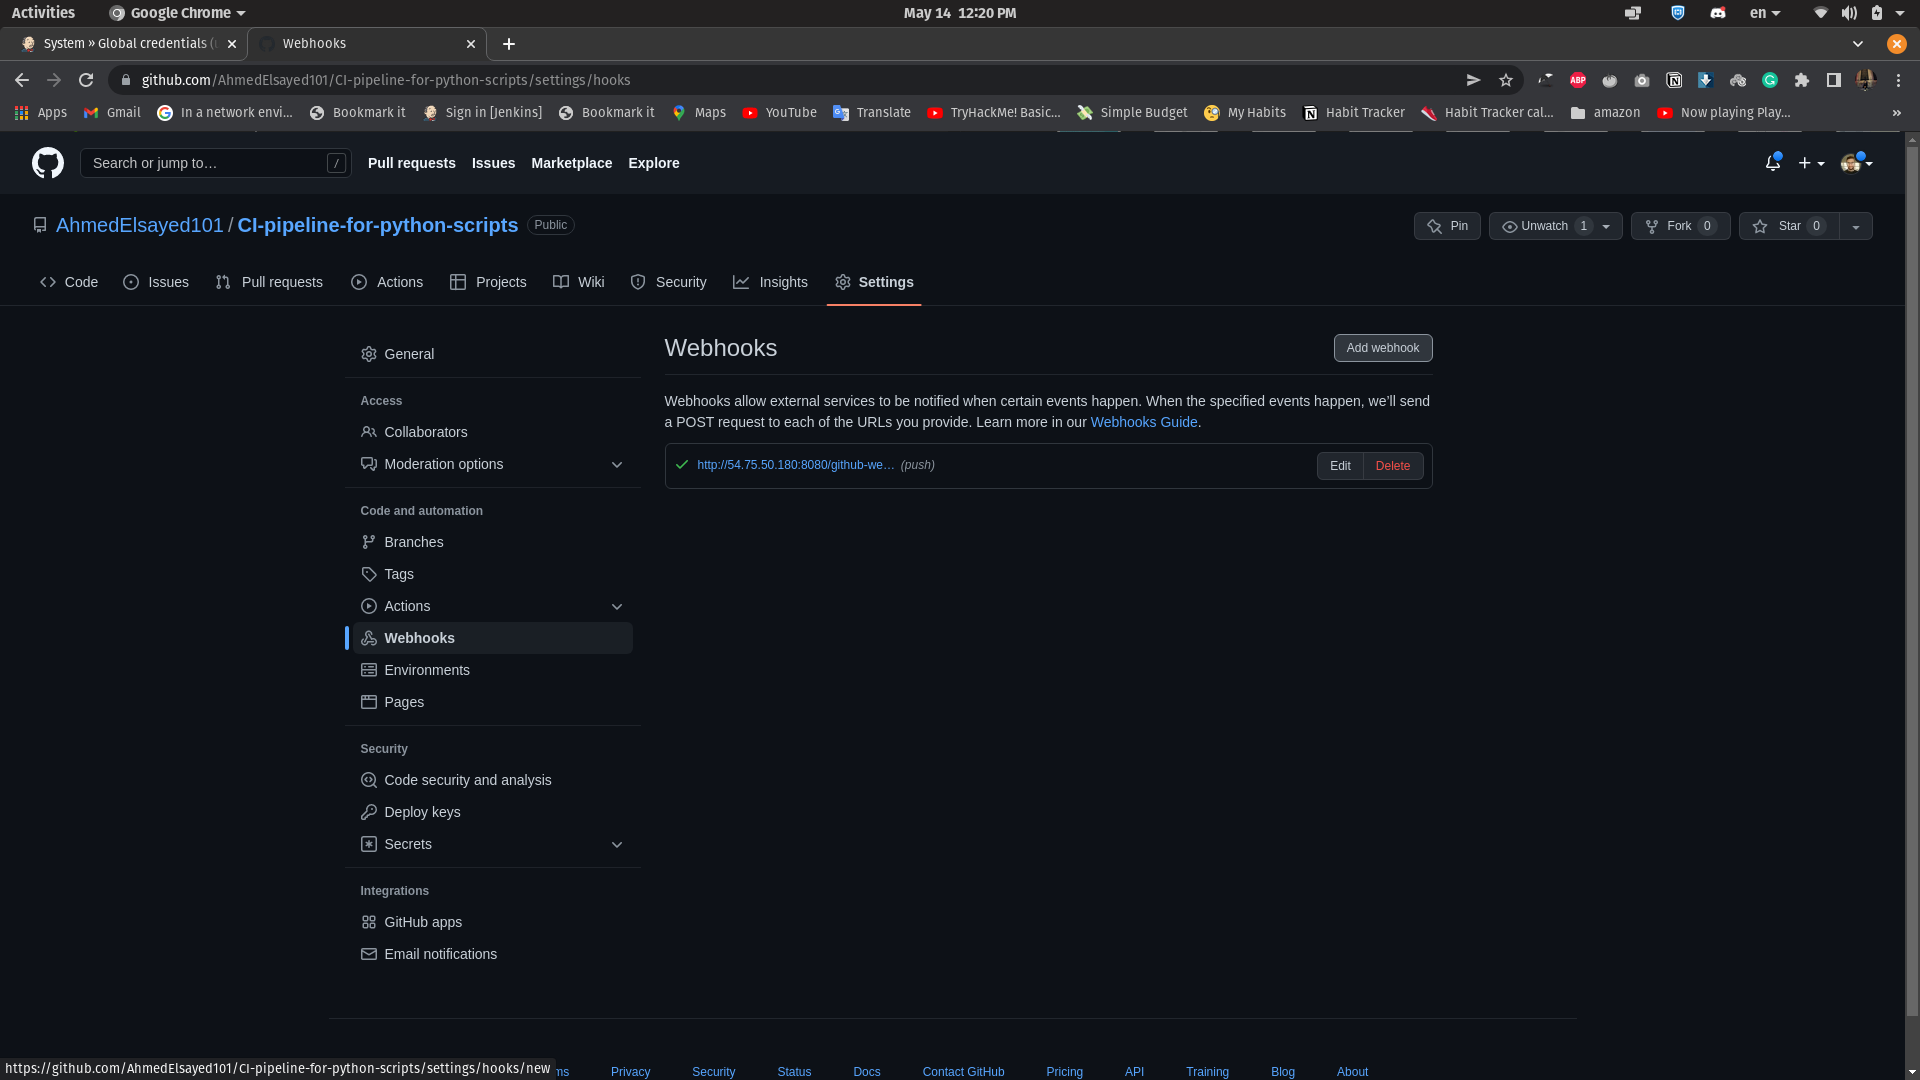 Activities Google Chrome May 14 12:20 PM en
System » Global credentials (u Webhooks
github.com/AhmedElsayed101/CI-pipeline-for-python-scripts/settings/hooks
Apps Gmail In a network envi... Bookmark it Sign in [Jenkins] Bookmark it Maps YouTube Translate TryHackMe! Basic... Simple Budget My Habits Habit Tracker Habit Tracker cal... amazon Now playing Play... »
Search or jump to... / Pull requests Issues Marketplace Explore
AhmedElsayed101 / CI-pipeline-for-python-scripts Public Pin Unwatch 1 Fork 0 Star 0
Code Issues Pull requests Actions Projects Wiki Security Insights Settings
General
Access
Collaborators
Moderation options
Code and automation
Branches
Tags
Actions
Webhooks
Environments
Pages
Security
Code security and analysis
Deploy keys
Secrets
Integrations
GitHub apps
Email notifications
Webhooks Add webhook
Webhooks allow external services to be notified when certain events happen. When the specified events happen, we’ll send
a POST request to each of the URLs you provide. Learn more in our Webhooks Guide.
http://54.75.50.180:8080/github-we... (push) Edit Delete
https://github.com/AhmedElsayed101/CI-pipeline-for-python-scripts/settings/hooks/new
Privacy Security Status Docs Contact GitHub Pricing API Training Blog About